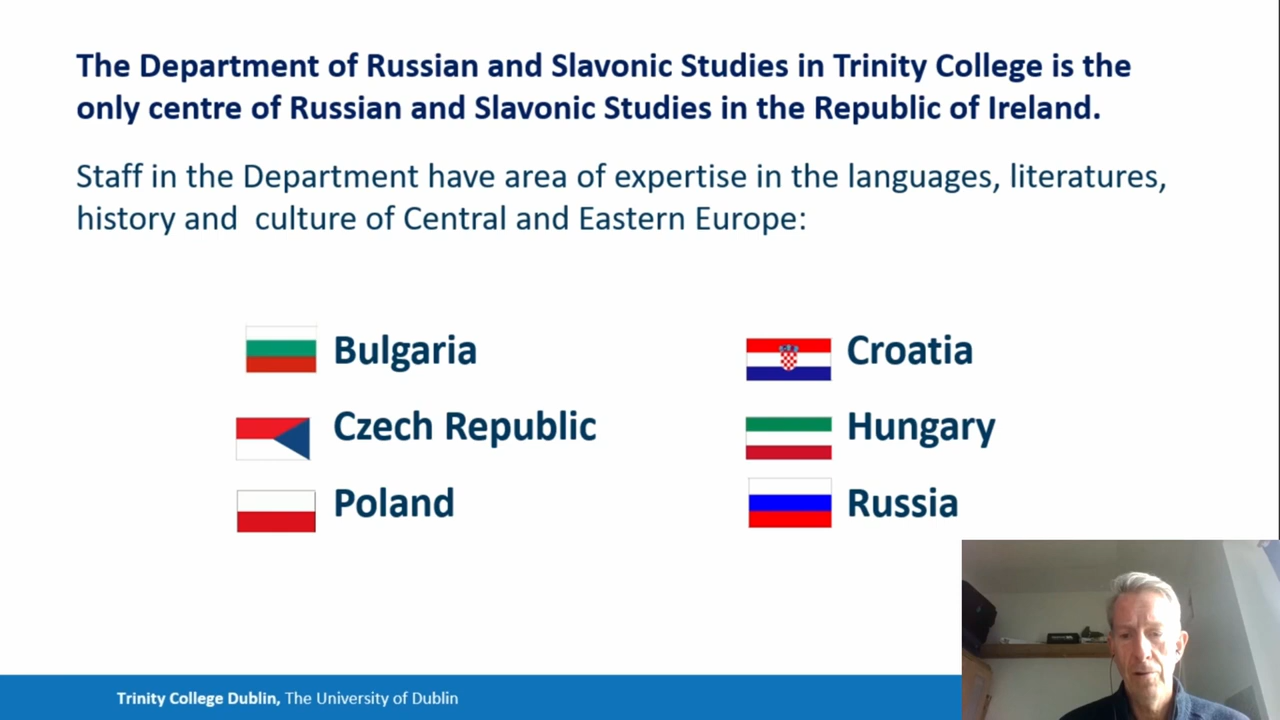 The Department of Russian and Slavonic Studies in Trinity College is the
only centre of Russian and Slavonic Studies in the Republic of Ireland.
Staff in the Department have area of expertise in the languages, literatures,
history and  culture of Central and Eastern Europe:
Bulgaria
Croatia
Czech Republic
Hungary
Poland
Russia
Trinity College Dublin, The University of Dublin